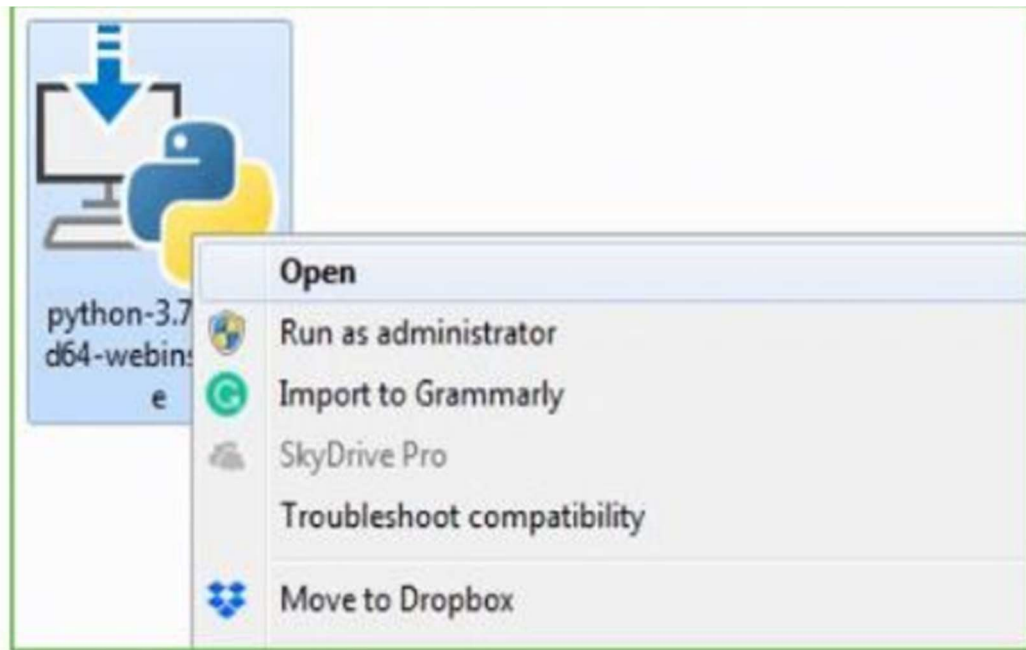 python-3.7
d64-webins
e
Open
Run as administrator
Import to Grammarly
SkyDrive Pro
Troubleshoot compatibility
Move to Dropbox